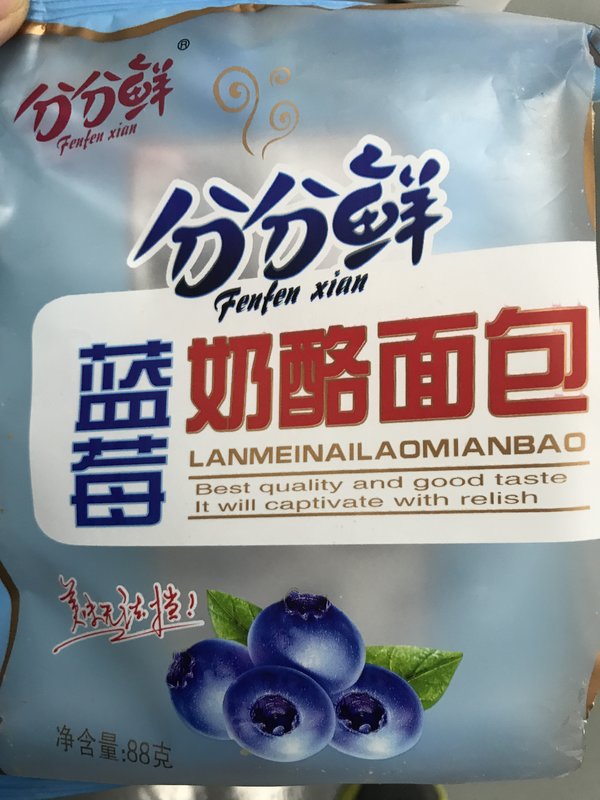 分分鲜®
Fenfen xian
分分鲜
Fenfen xian
蓝莓
奶酪面包
LANMEINAILAOMIANBAO
Best quality and good taste
It will captivate with relish
美味无法挡!
净含量:88克